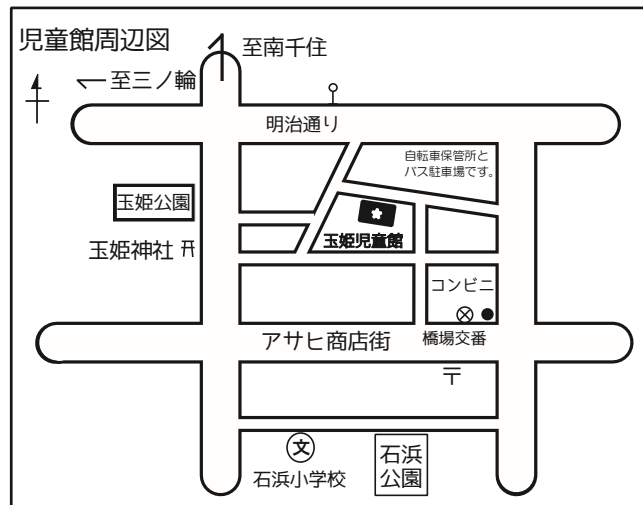 児童館周辺図
至南千住
至三ノ輪
明治通り
自転車保管所と
バス駐車場です。
玉姫公園
玉姫児童館
玉姫神社
コンビニ
アサヒ商店街
橋場交番
〒
文
石浜小学校
石浜
公園